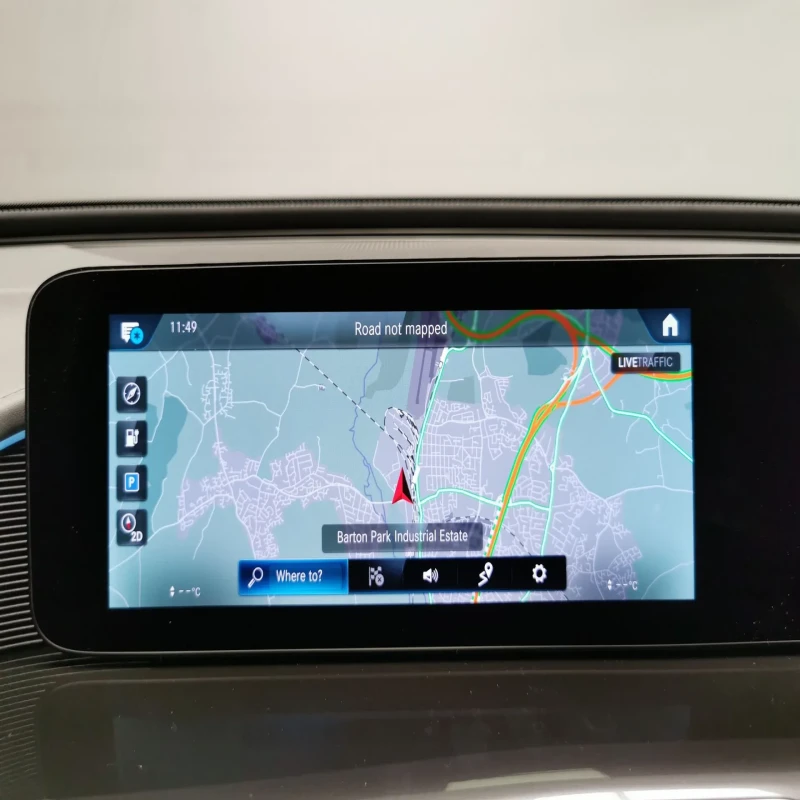 11:49
Road not mapped
LIVETRAFFIC
P
2D
Barton Park Industrial Estate
Where to?
--°C
--°C